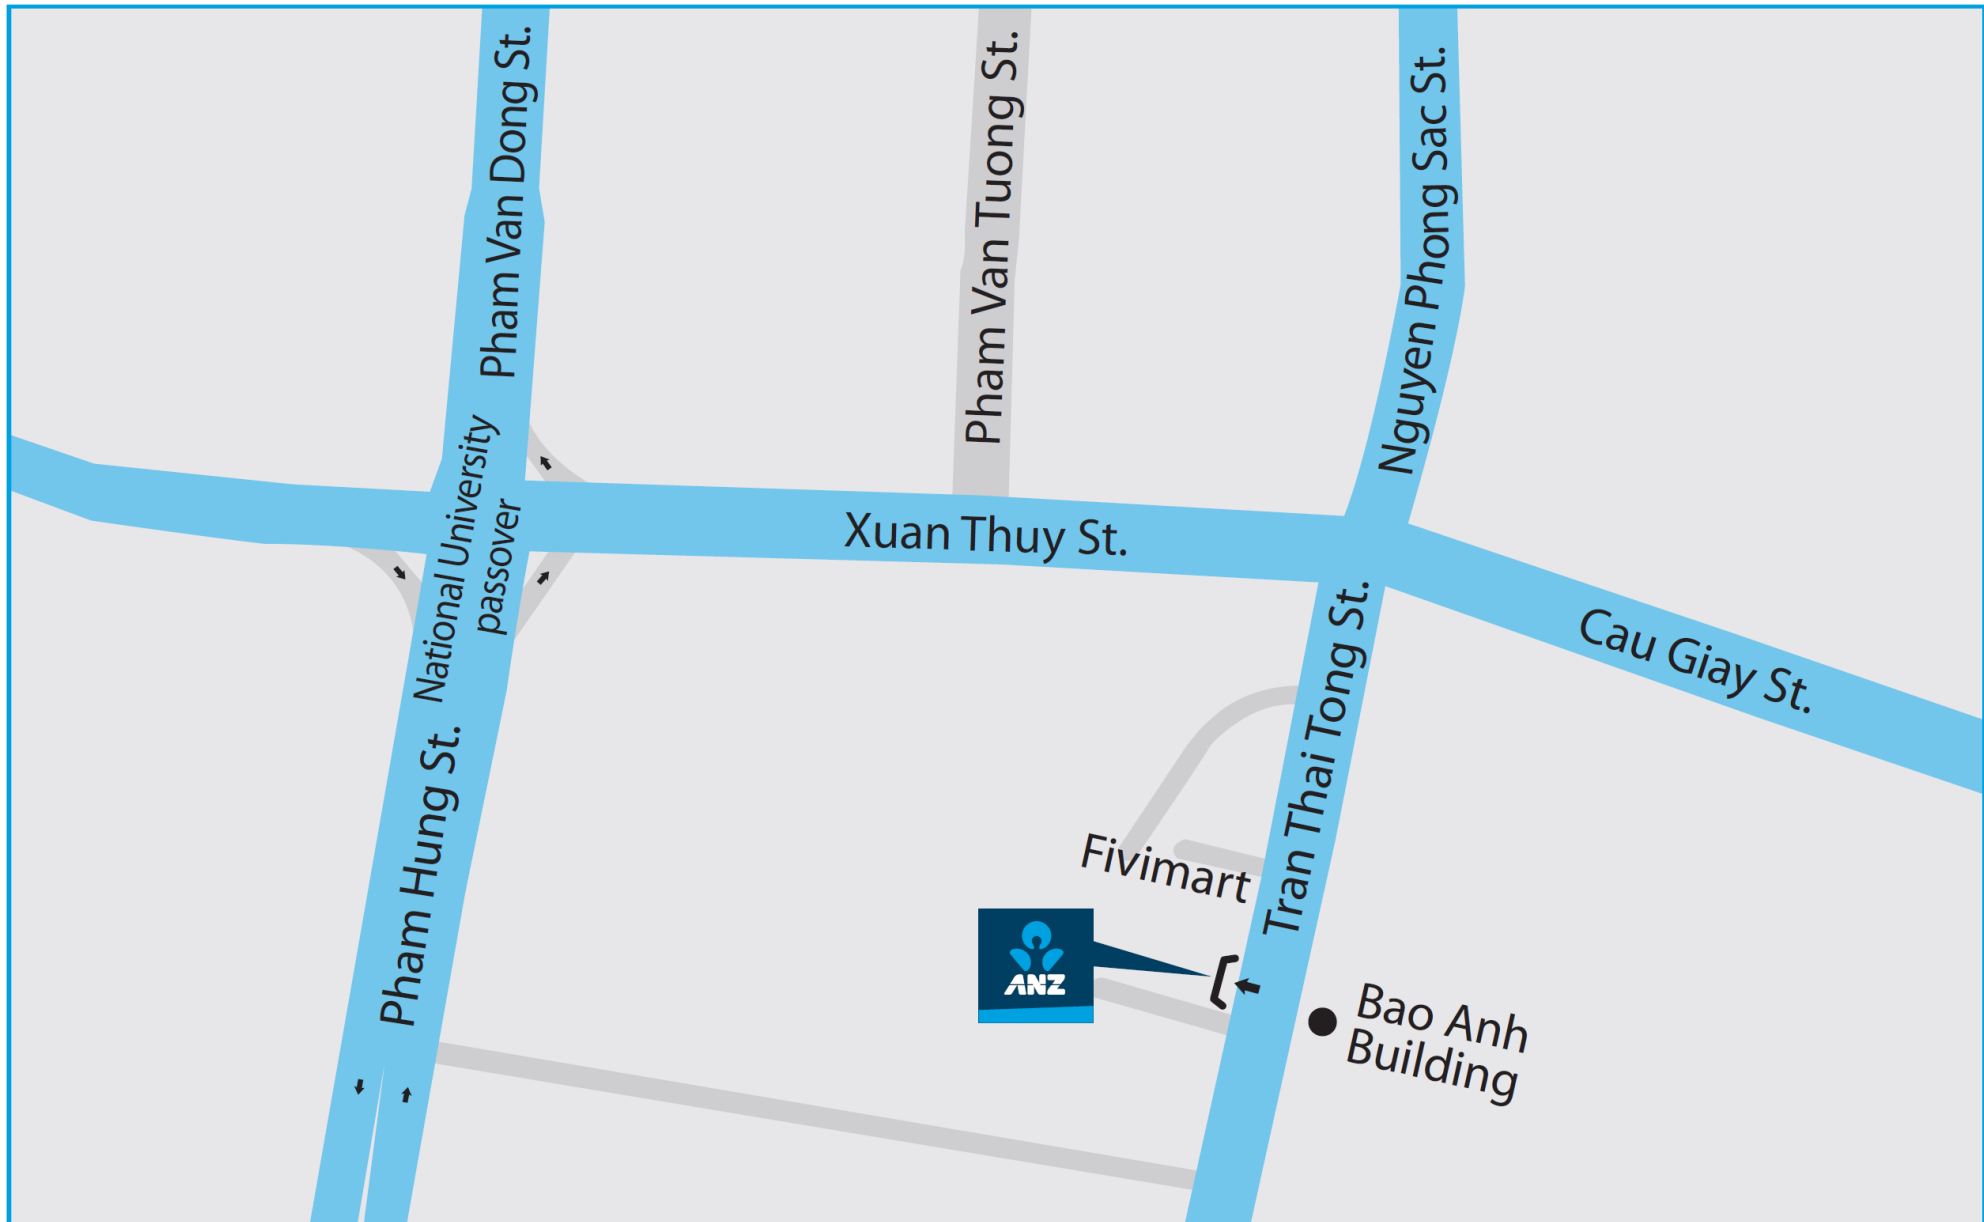 Pham Van Dong St.
Pham Van Tuong St.
Nguyen Phong Sac St.
National University
passover
Xuan Thuy St.
Cau Giay St.
Tran Thai Tong St.
Pham Hung St.
Fivimart
ANZ
Bao Anh
Building